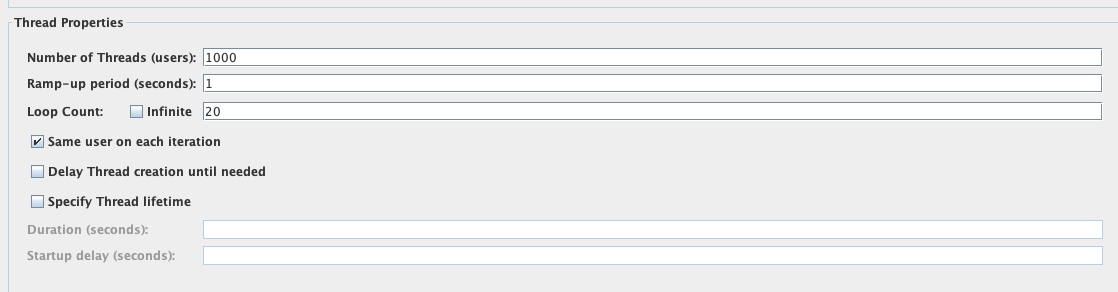 Thread Properties
Number of Threads (users): 1000
Ramp-up period (seconds): 1
Loop Count: Infinite 20
Same user on each iteration
Delay Thread creation until needed
Specify Thread lifetime
Duration (seconds):
Startup delay (seconds):